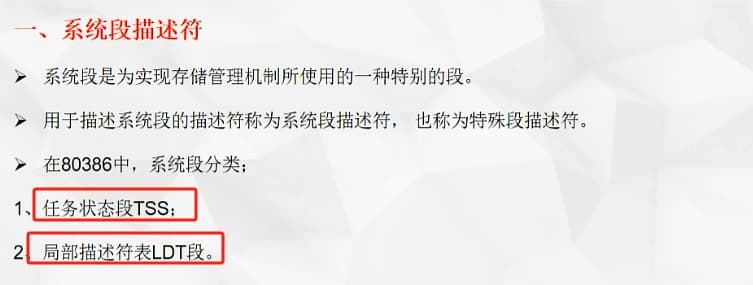 一、系统段描述符
➢ 系统段是为实现存储管理机制所使用的一种特别的段。
➢ 用于描述系统段的描述符称为系统段描述符， 也称为特殊段描述符。
➢ 在80386中，系统段分类；
1、任务状态段TSS；
2、局部描述符表LDT段。